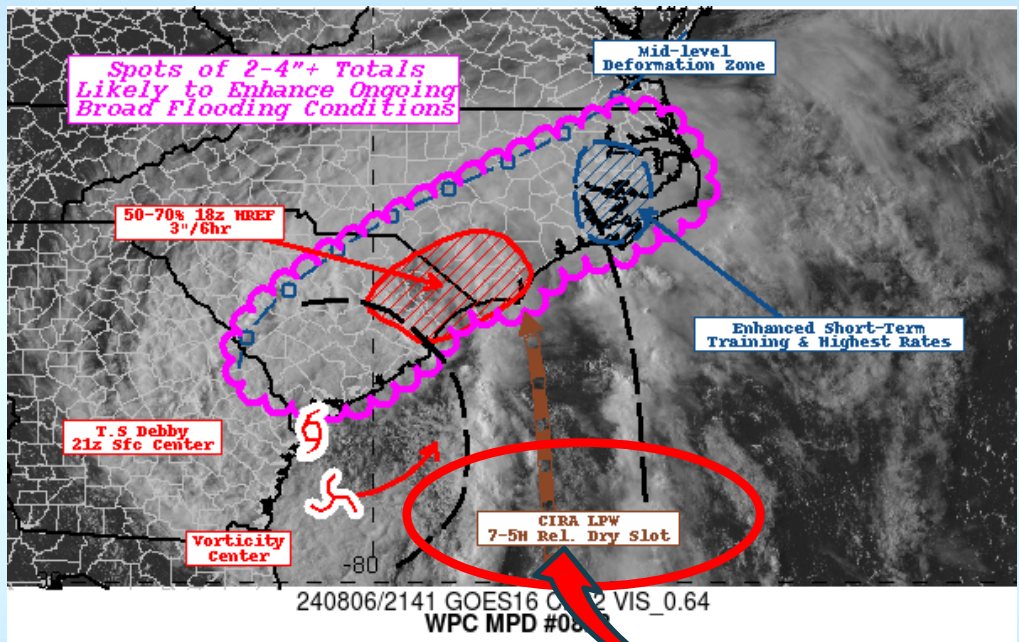 Mid-level
Deformation Zone
Spots of 2-4"+ Totals
Likely to Enhance Ongoing
Broad Flooding Conditions
50-70% 18z HREF
3"/6hr
Enhanced Short-Term
Training & Highest Rates
T.S Debby
21z Sfc Center
CIRA LPW
7-5H Rel. Dry Slot
Vorticity
Center
-80
240806/2141 GOES16 VIS_0.64
WPC MPD